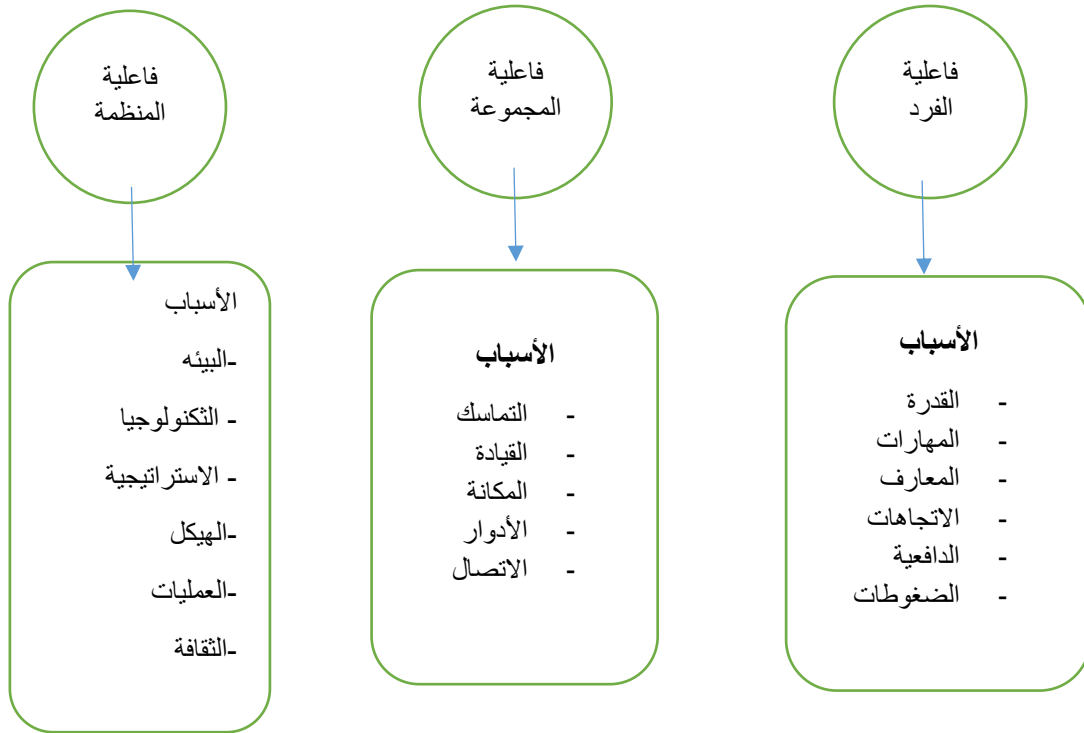 فاعلية
الفرد
الأسباب
- القدرة
- المهارات
- المعارف
- الاتجاهات
- الدافعية
- الضغوطات
فاعلية
المجموعة
الأسباب
- التماسك
- القيادة
- المكانة
- الأدوار
- الاتصال
فاعلية
المنظمة
الأسباب
-البيئه
- الثكنولوجيا
- الاستراتيجية
-الهيكل
-العمليات
-الثقافة